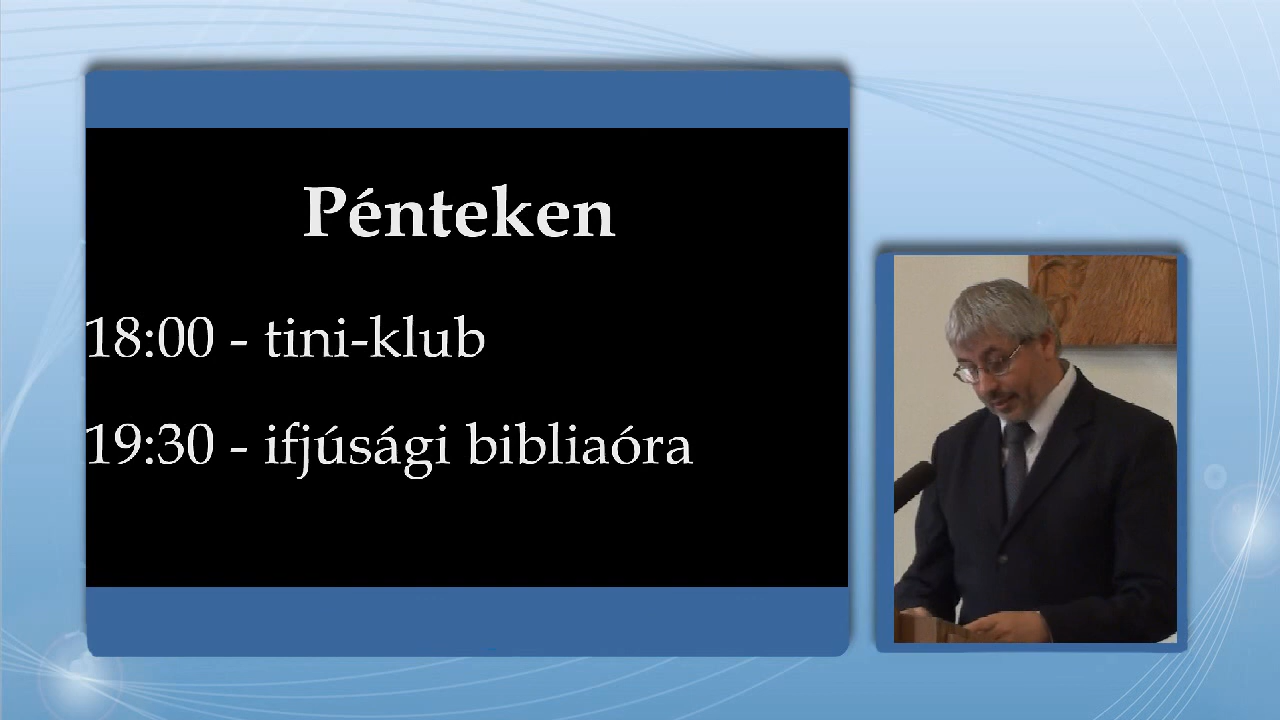 Pénteken
18:00 - tini-klub
19:30 - ifjúsági bibliaóra